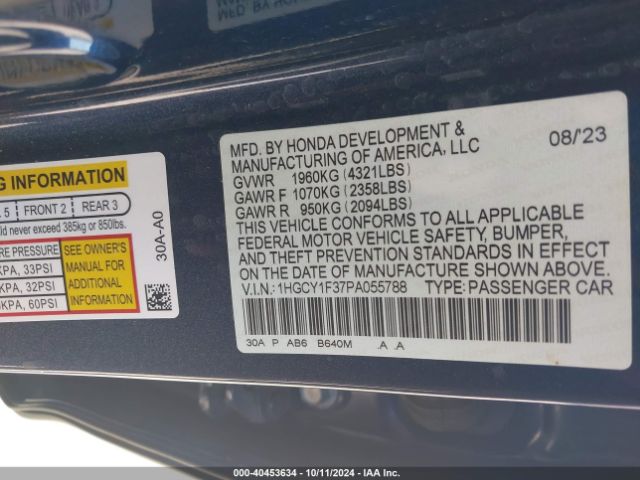 G INFORMATION
5 FRONT 2 REAR 3
ld never exceed 385kg or 850lbs.
RE PRESSURE
KPA, 33PSI
KPA, 32PSI
KPA, 60PSI
SEE OWNER'S
MANUAL FOR
ADDITIONAL
INFORMATION
30A-A0
MFD. BY HONDA DEVELOPMENT & 08/'23
MANUFACTURING OF AMERICA, LLC
GVWR 1960KG (4321LBS)
GAWR F 1070KG (2358LBS)
GAWR R 950KG (2094LBS)
THIS VEHICLE CONFORMS TO ALL APPLICABLE
FEDERAL MOTOR VEHICLE SAFETY, BUMPER,
AND THEFT PREVENTION STANDARDS IN EFFECT
ON THE DATE OF MANUFACTURE SHOWN ABOVE.
V.I.N.: 1HGCY1F37PA055788 TYPE: PASSENGER CAR
30A P AB6 B640M .A .A
000-40453634 - 10/11/2024 - IAA Inc.